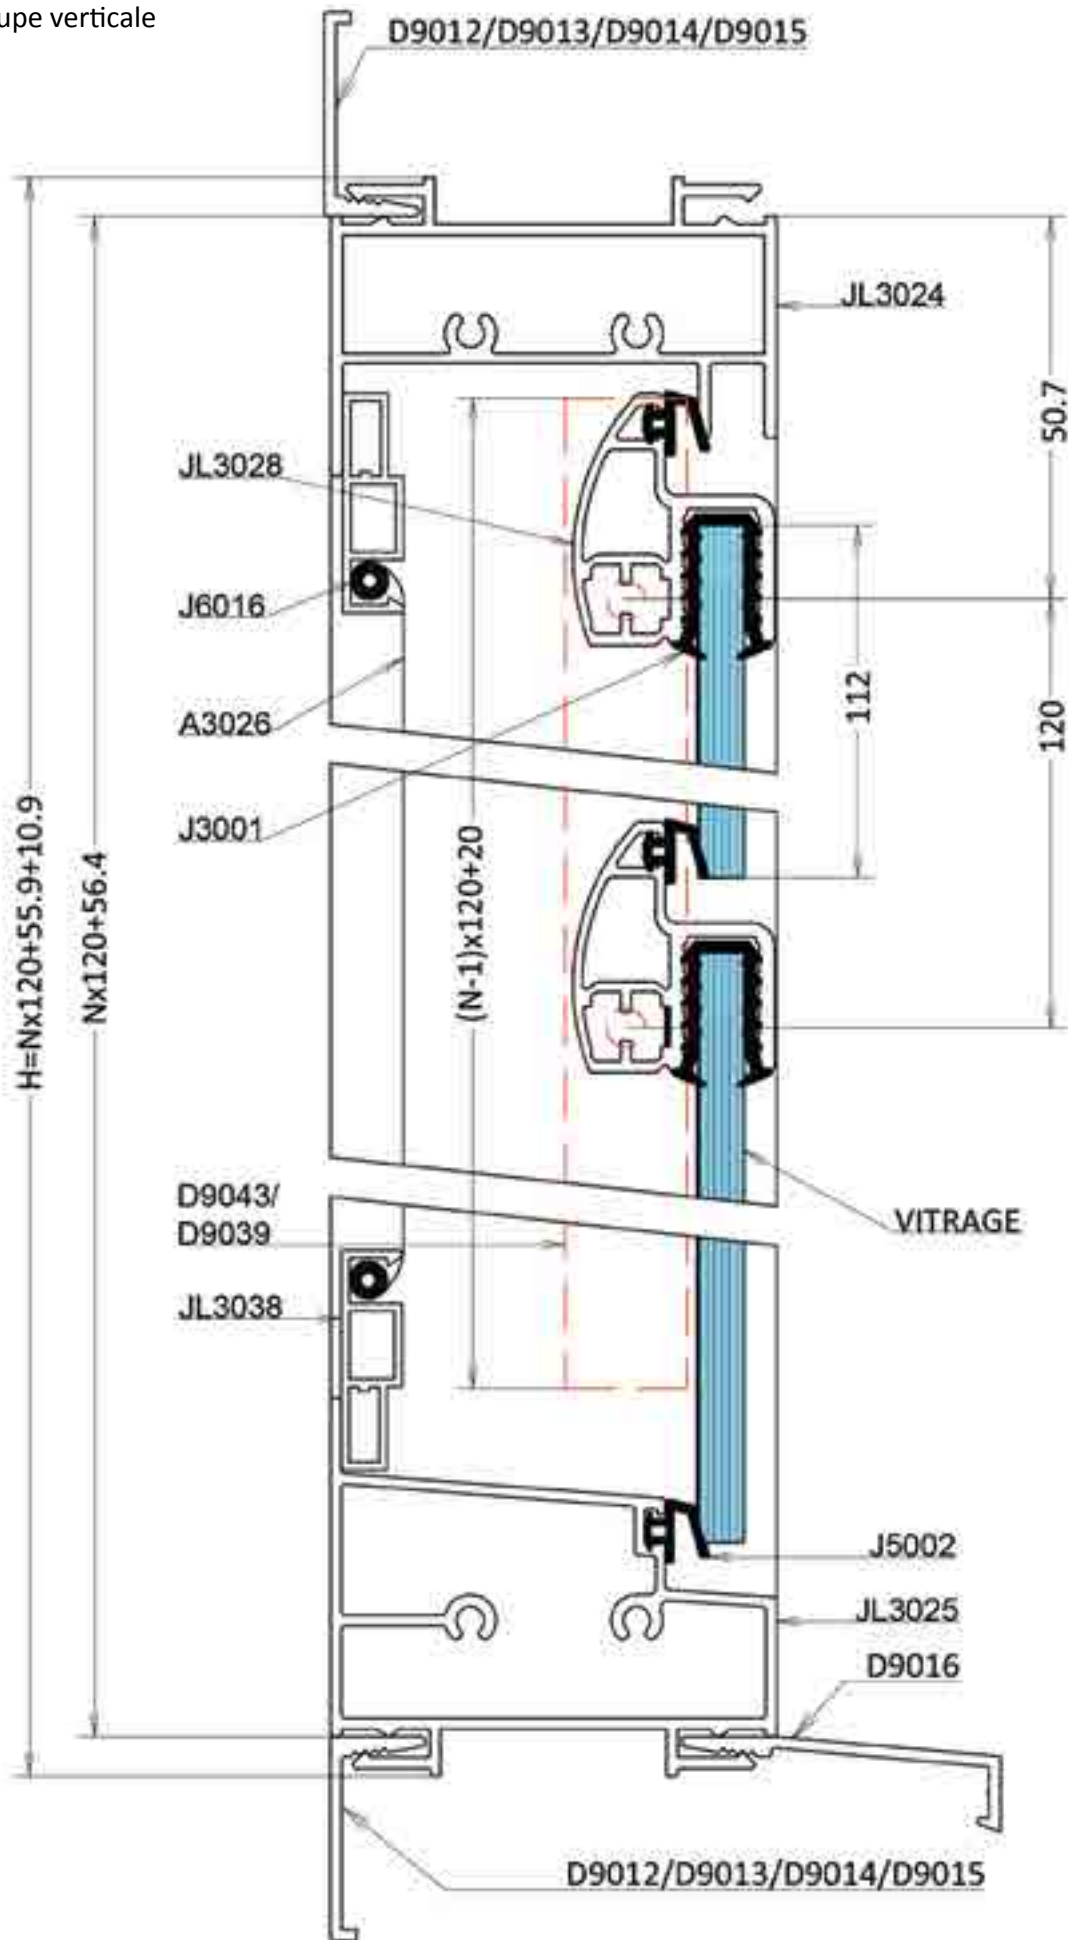 upe verticale
D9012/D9013/D9014/D9015
JL3024
50.7
JL3028
J6016
A3026
J3001
112
120
H=Nx120+55.9+10.9
Nx120+56.4
(N-1)x120+20
D9043/
D9039
VITRAGE
JL3038
J5002
JL3025
D9016
D9012/D9013/D9014/D9015